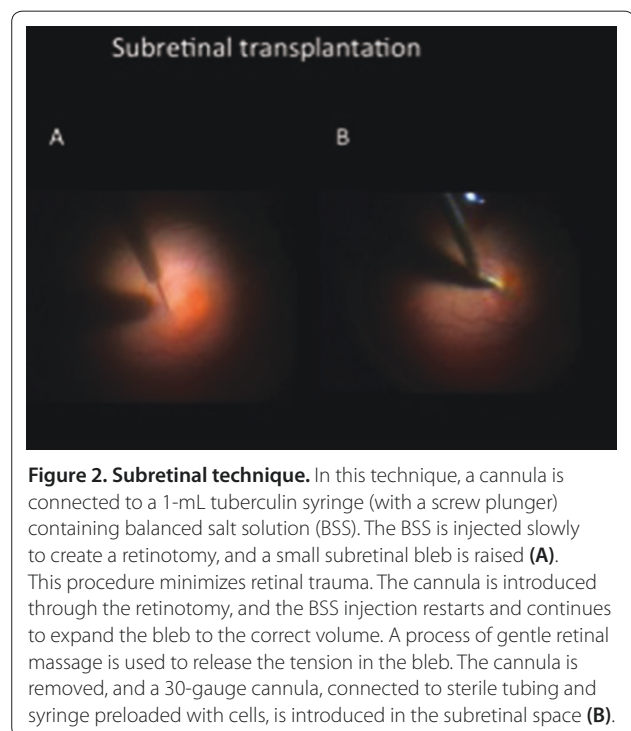 Subretinal transplantation
A
B
Figure 2. Subretinal technique. In this technique, a cannula is
connected to a 1-mL tuberculin syringe (with a screw plunger)
containing balanced salt solution (BSS). The BSS is injected slowly
to create a retinotomy, and a small subretinal bleb is raised (A).
This procedure minimizes retinal trauma. The cannula is introduced
through the retinotomy, and the BSS injection restarts and continues
to expand the bleb to the correct volume. A process of gentle retinal
massage is used to release the tension in the bleb. The cannula is
removed, and a 30-gauge cannula, connected to sterile tubing and
syringe preloaded with cells, is introduced in the subretinal space (B).